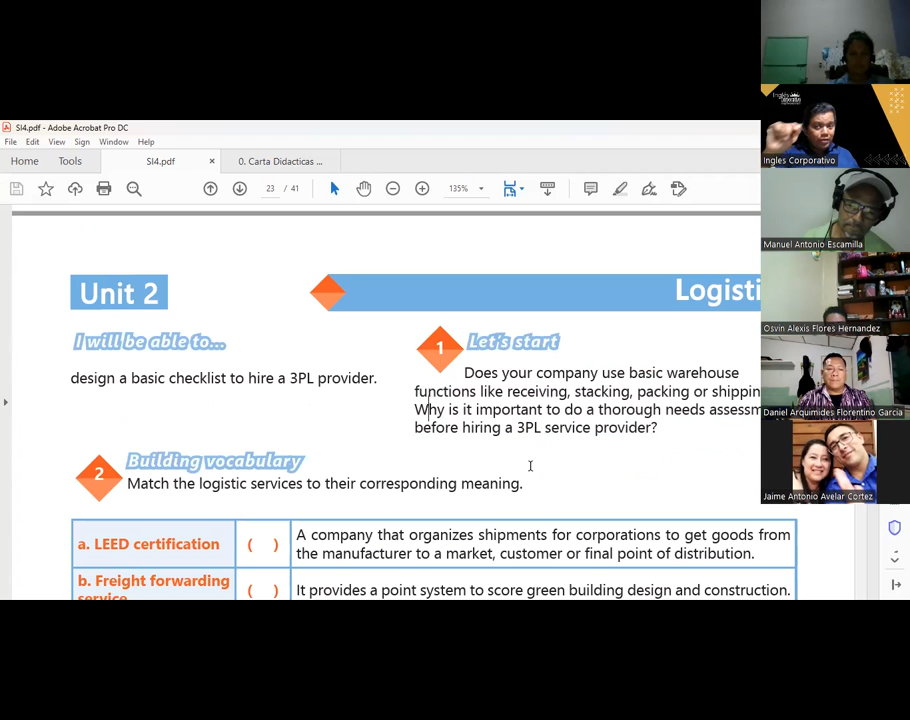 SI4.pdf - Adobe Acrobat Pro DC
File Edit View Sign Window Help
Home Tools SI4.pdf × 0. Carta Didacticas ...
23 / 41 135%
Unit 2
Logisti
I will be able to...
design a basic checklist to hire a 3PL provider.
1 Let's start
Does your company use basic warehouse
functions like receiving, stacking, packing or shippin
Why is it important to do a thorough needs assessm
before hiring a 3PL service provider?
2 Building vocabulary
Match the logistic services to their corresponding meaning.
a. LEED certification ( ) A company that organizes shipments for corporations to get goods from
the manufacturer to a market, customer or final point of distribution.
b. Freight forwarding
service ( ) It provides a point system to score green building design and construction.
Inglés
Ingles Corporativo
Manuel Antonio Escamilla
Osvin Alexis Flores Hernandez
Daniel Arquimides Florentino Garcia
Jaime Antonio Avelar Cortez